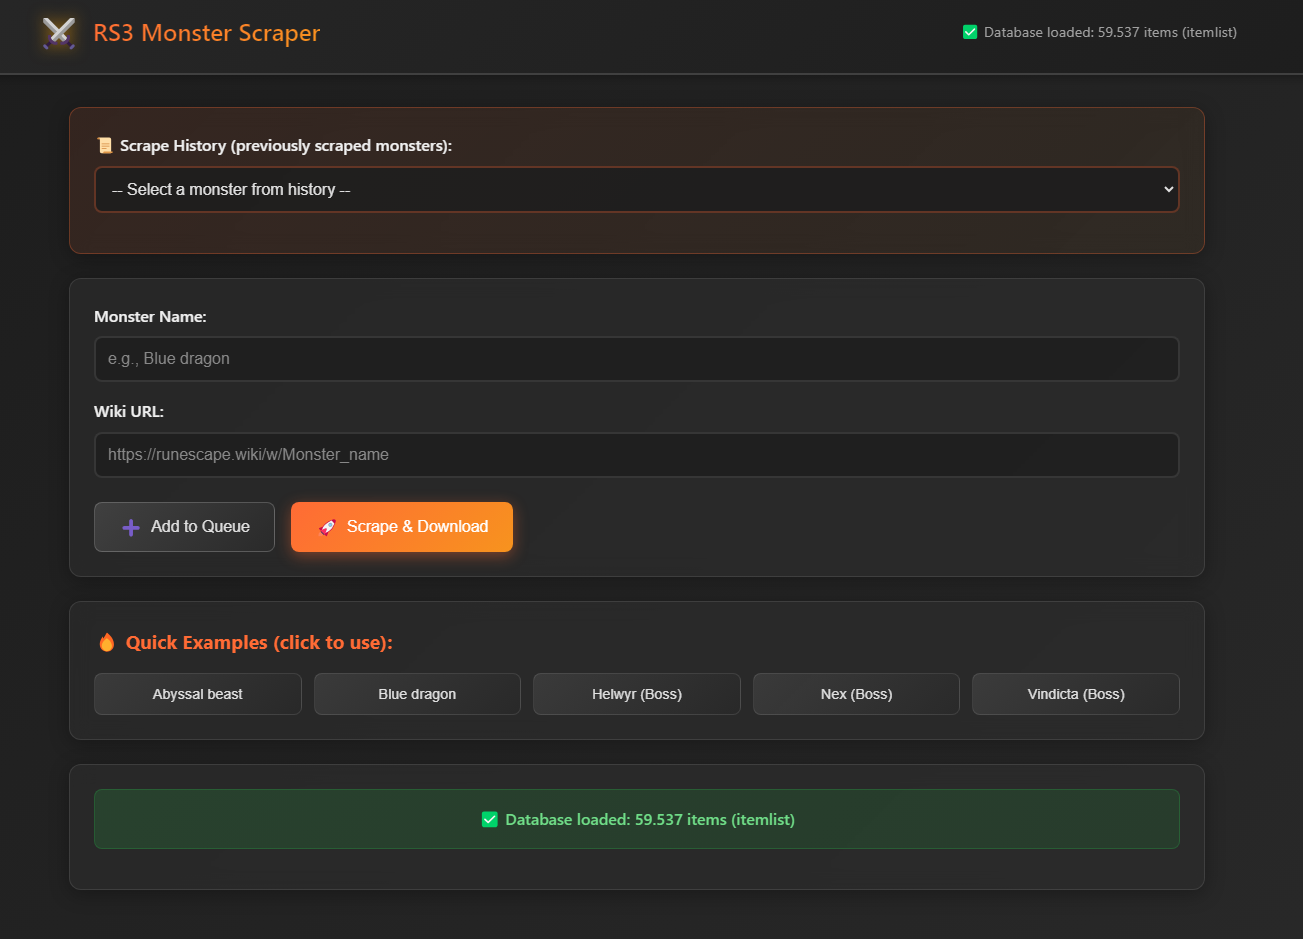 RS3 Monster Scraper
Database loaded: 59.537 items (itemlist)
Scrape History (previously scraped monsters):
-- Select a monster from history --
Monster Name:
e.g., Blue dragon
Wiki URL:
https://runescape.wiki/w/Monster_name
Add to Queue
Scrape & Download
Quick Examples (click to use):
Abyssal beast
Blue dragon
Helwyr (Boss)
Nex (Boss)
Vindicta (Boss)
Database loaded: 59.537 items (itemlist)